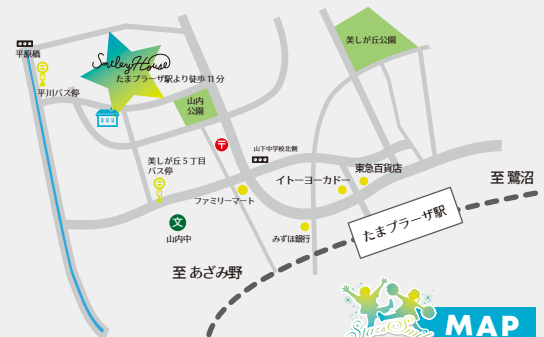 平原橋
平川バス停
Smiley House
たまプラーザ駅より徒歩11分
山内
公園
美しが丘公園
〒
山下中学校北側
美しが丘5丁目
バス停
イトーヨーカドー
東急百貨店
至 鷺沼
ファミリーマート
文
山内中
みずほ銀行
たまプラーザ駅
至 あざみ野
Stars Smile
MAP